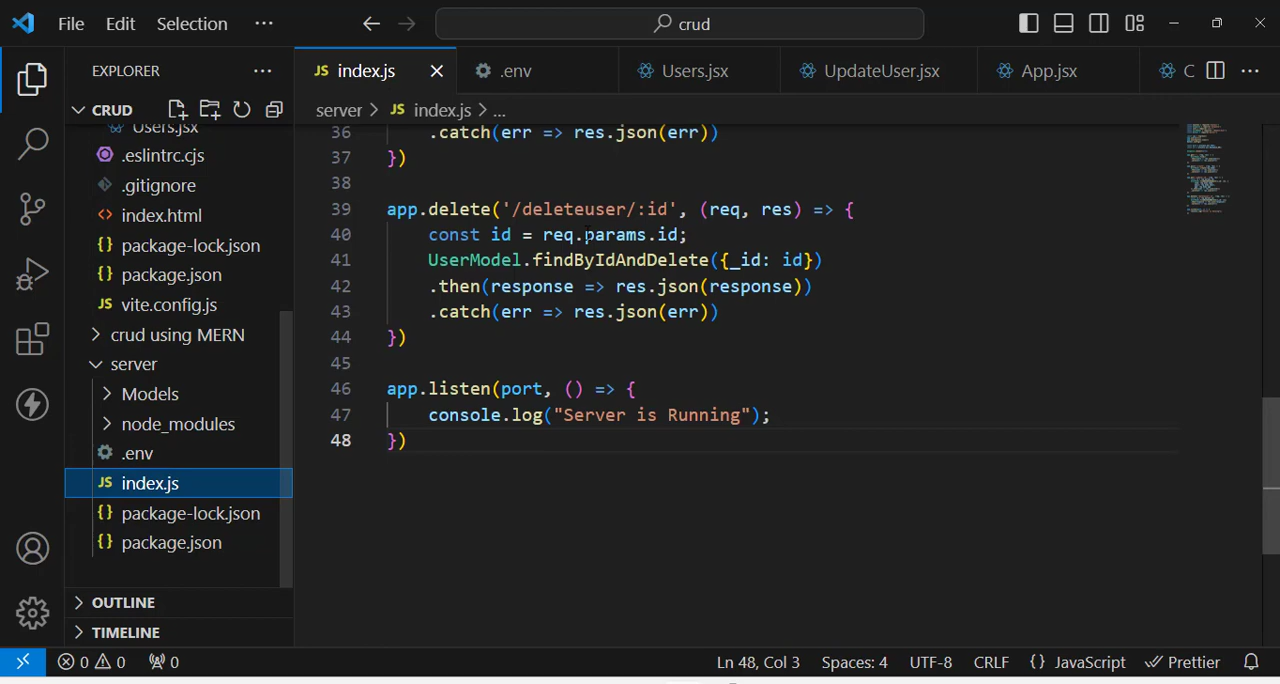 File Edit Selection ··· crud
EXPLORER ···
JS index.js
.env
Users.jsx
UpdateUser.jsx
App.jsx
C
···
CRUD
server > JS index.js > ...
Users.jsx
.eslintrc.cjs
.gitignore
<> index.html
{} package-lock.json
{} package.json
JS vite.config.js
crud using MERN
server
Models
node_modules
.env
JS index.js
{} package-lock.json
{} package.json
OUTLINE
TIMELINE
36 .catch(err => res.json(err))
37 })
38
39 app.delete('/deleteuser/:id', (req, res) => {
40 const id = req.params.id;
41 UserModel.findByIdAndDelete({_id: id})
42 .then(response => res.json(response))
43 .catch(err => res.json(err))
44 })
45
46 app.listen(port, () => {
47 console.log("Server is Running");
48 })
0 0 0 Ln 48, Col 3 Spaces: 4 UTF-8 CRLF {} JavaScript Prettier